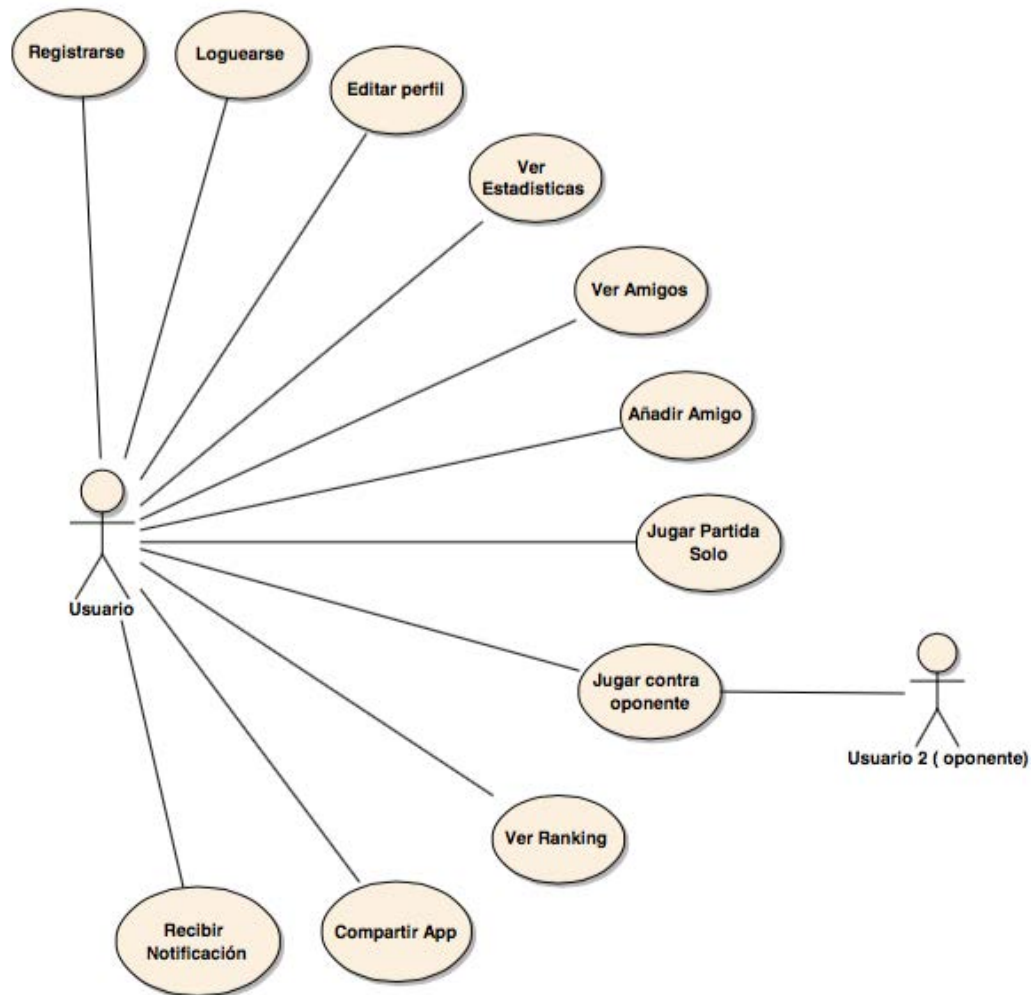 Registrarse
Loguearse
Editar perfil
Ver
Estadisticas
Ver Amigos
Añadir Amigo
Jugar Partida
Solo
Usuario
Jugar contra
oponente
Usuario 2 ( oponente)
Ver Ranking
Recibir
Notificación
Compartir App